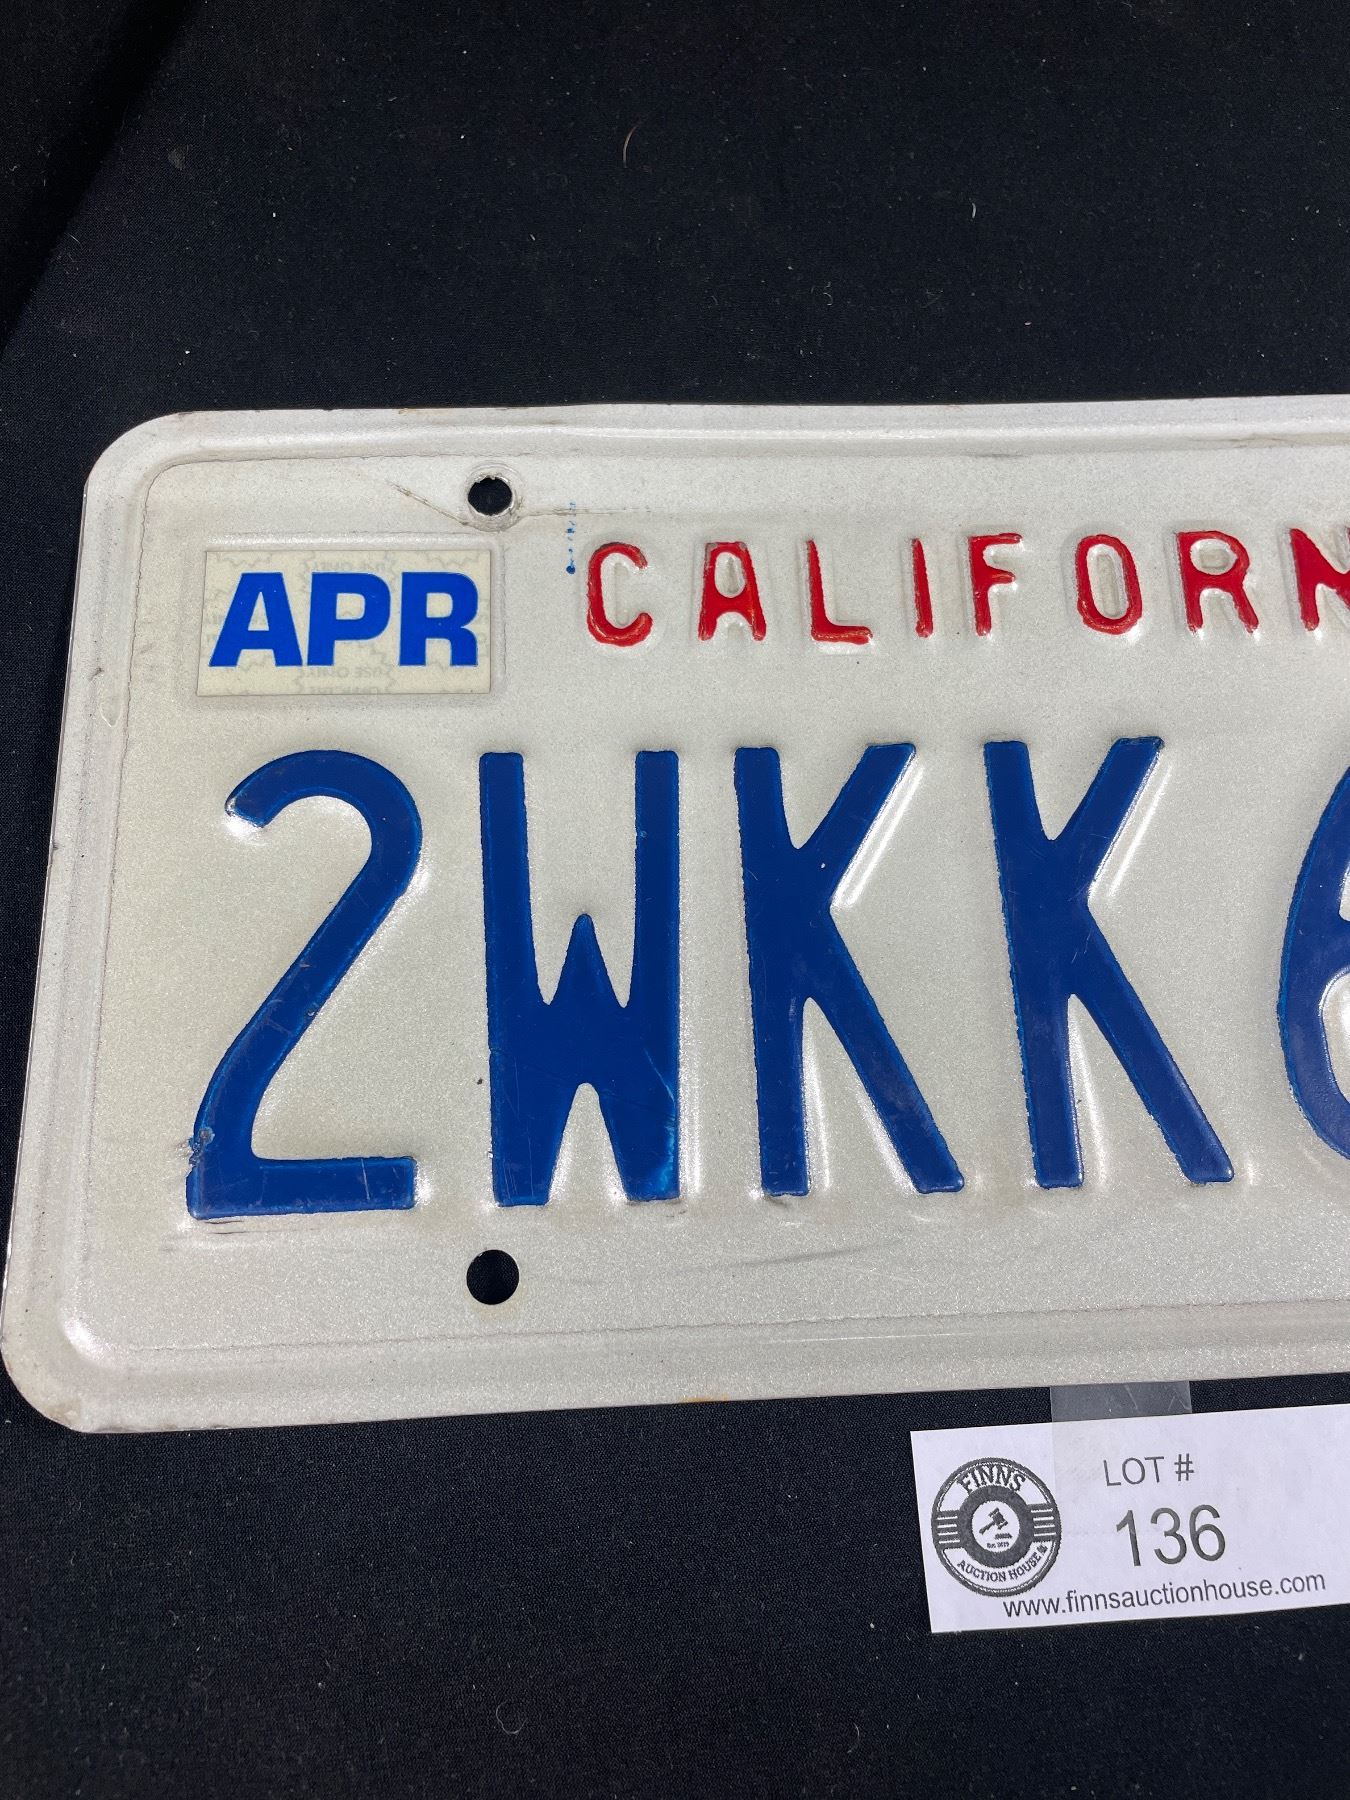 APR
CALIFORN
2WKK6
LOT #
FINNS
136
AUCTION HOUSE &
www.finnsauctionhouse.com